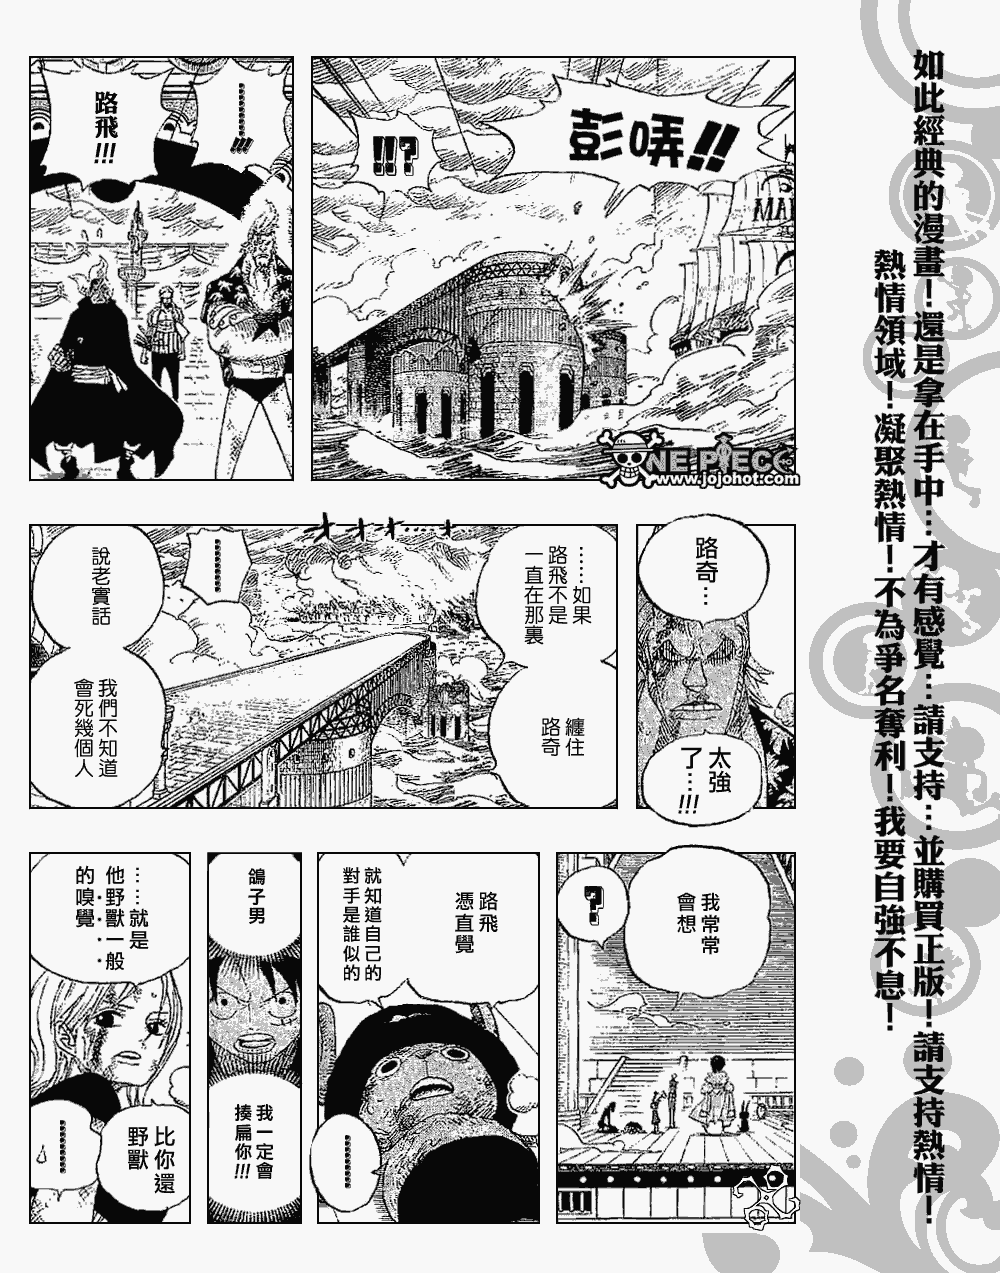 如此經典的漫畫！還是拿在手中…才有感覺…請支持…並購買正版！請支持熱情！
熱情領域！凝聚熱情！不為爭名奪利！我要自強不息！
彭哢!!
!!?
MAR
ONE PIECE
www.jojohot.com
………!!!
路飛!!!
路奇…
太強
了…!!!
……如果
路飛不是
一直在那裏
纏住
路奇
………
說老實話
我們不知道
會死幾個人
我常常
會想
?
路飛
憑直覺
就知道自己的
對手是誰似的
………
鴿子男
我一定會
揍扁你!!!
……就是
他野獸一般
的嗅覺
比你還
野獸
………